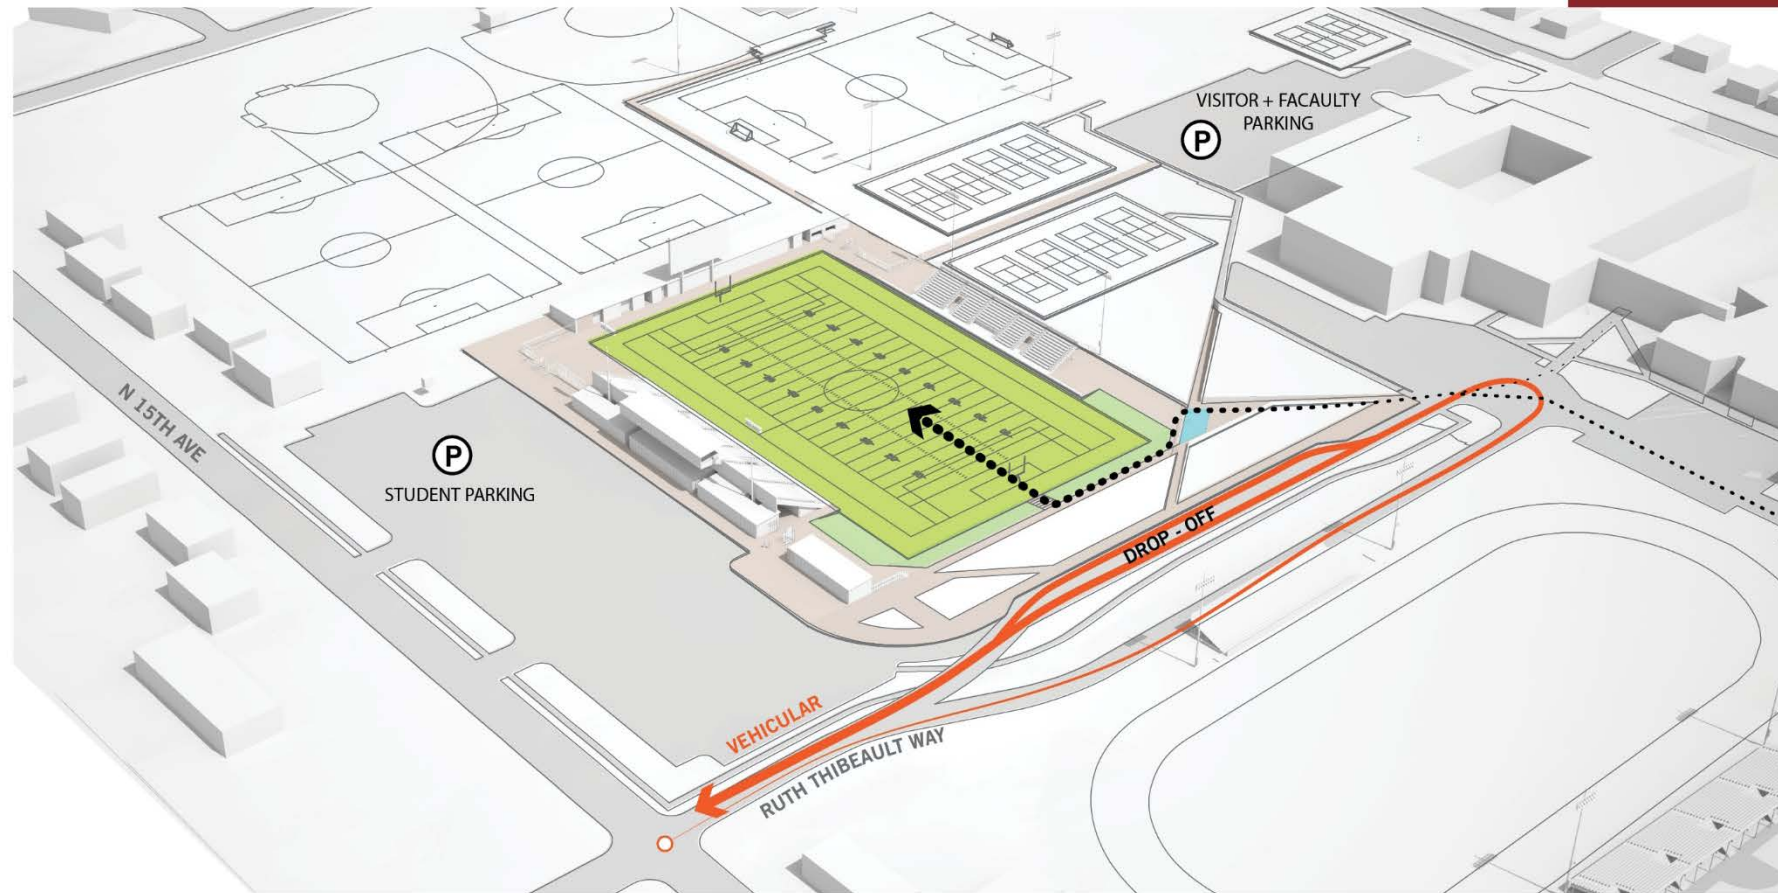 VISITOR + FACAULTY
PARKING
P
N 15TH AVE
P
STUDENT PARKING
DROP - OFF
VEHICULAR
RUTH THIBEAULT WAY